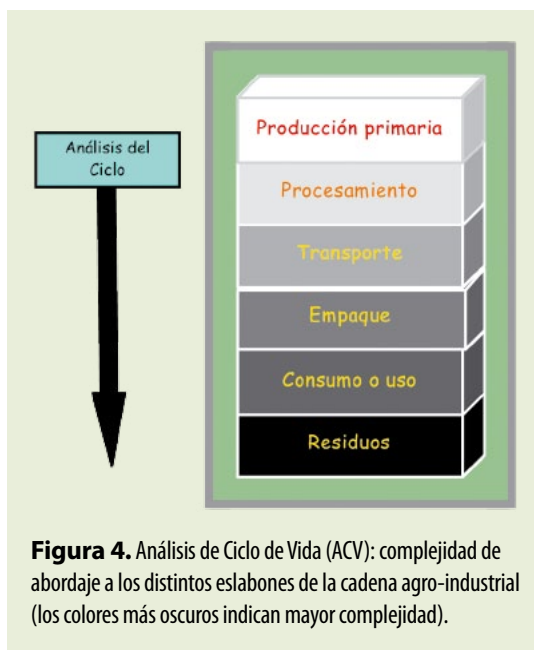 Análisis del
Ciclo
Producción primaria
Procesamiento
Transporte
Empaque
Consumo o uso
Residuos
Figura 4. Análisis de Ciclo de Vida (ACV): complejidad de
abordaje a los distintos eslabones de la cadena agro-industrial
(los colores más oscuros indican mayor complejidad).